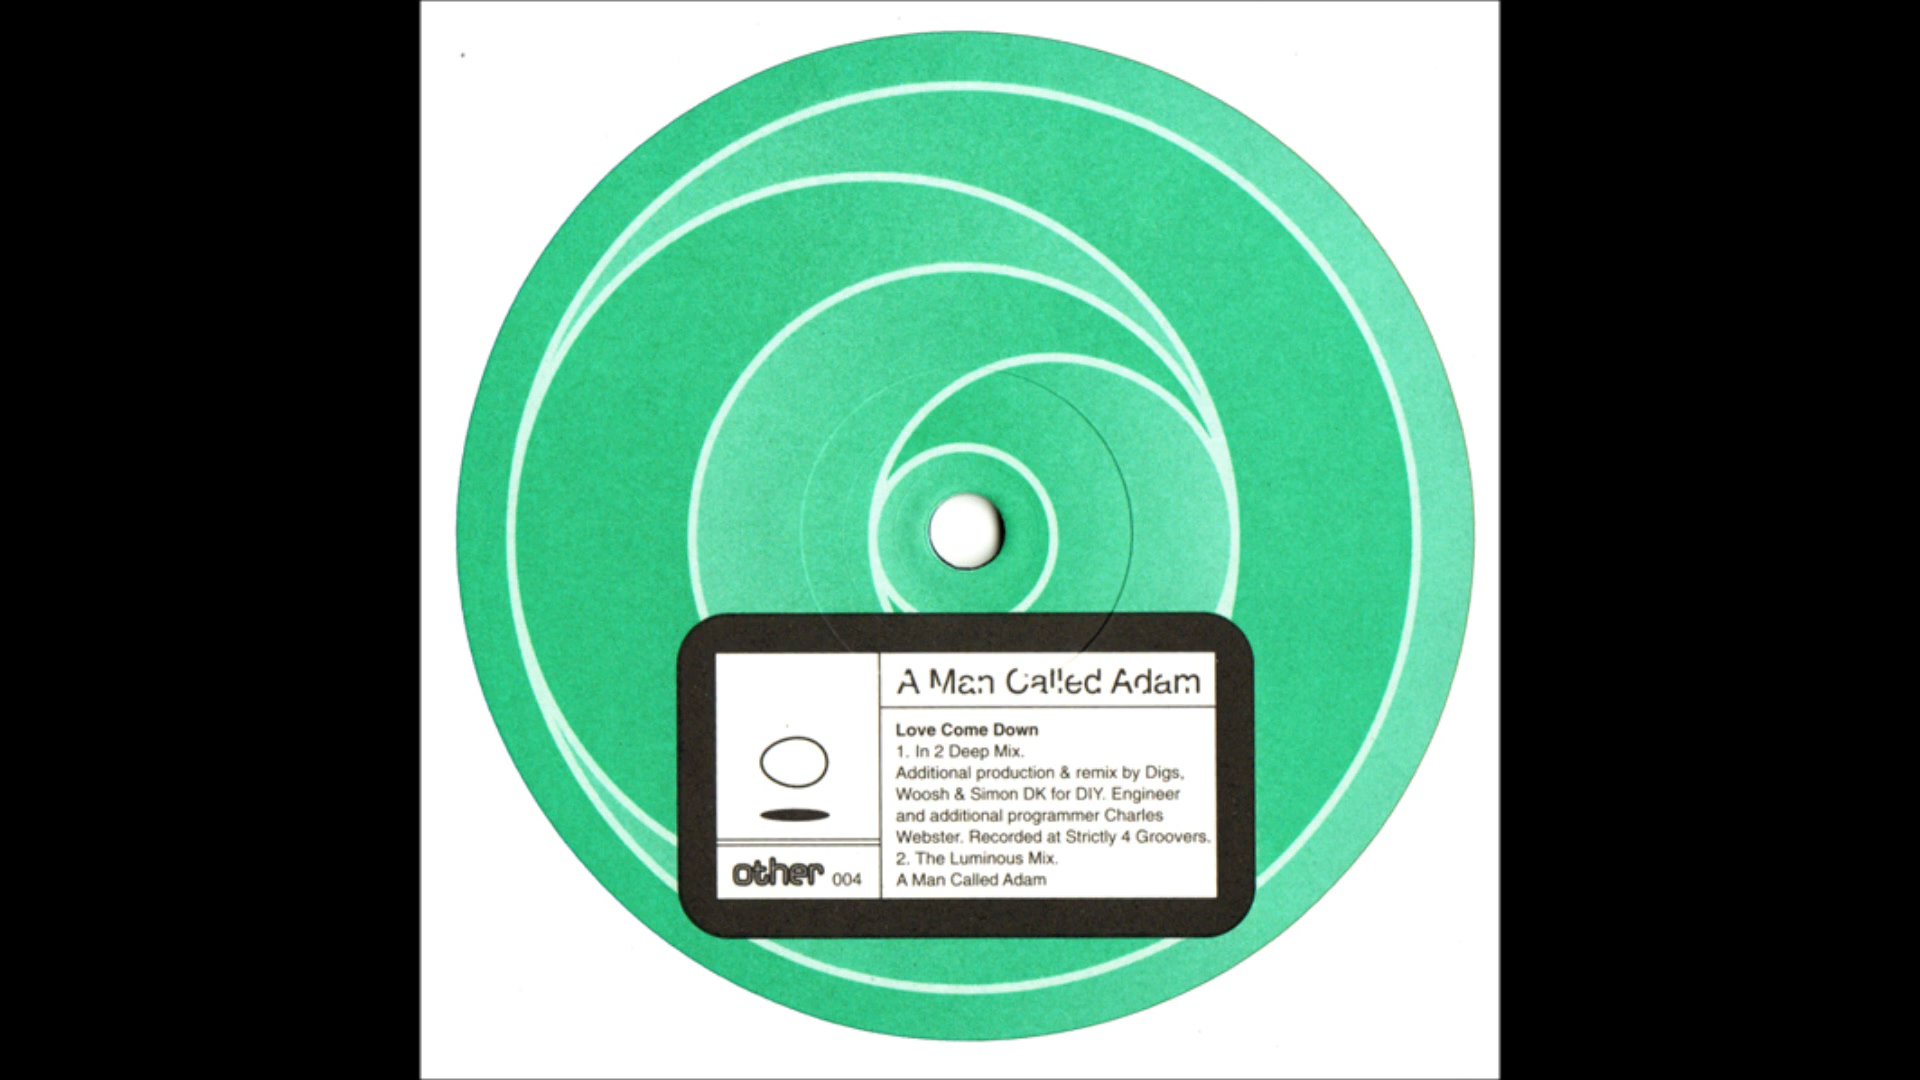 A Man Called Adam
Love Come Down
1. In 2 Deep Mix.
Additional production & remix by Digs,
Woosh & Simon DK for DIY. Engineer
and additional programmer Charles
Webster. Recorded at Strictly 4 Groovers.
2. The Luminous Mix.
A Man Called Adam
other 004